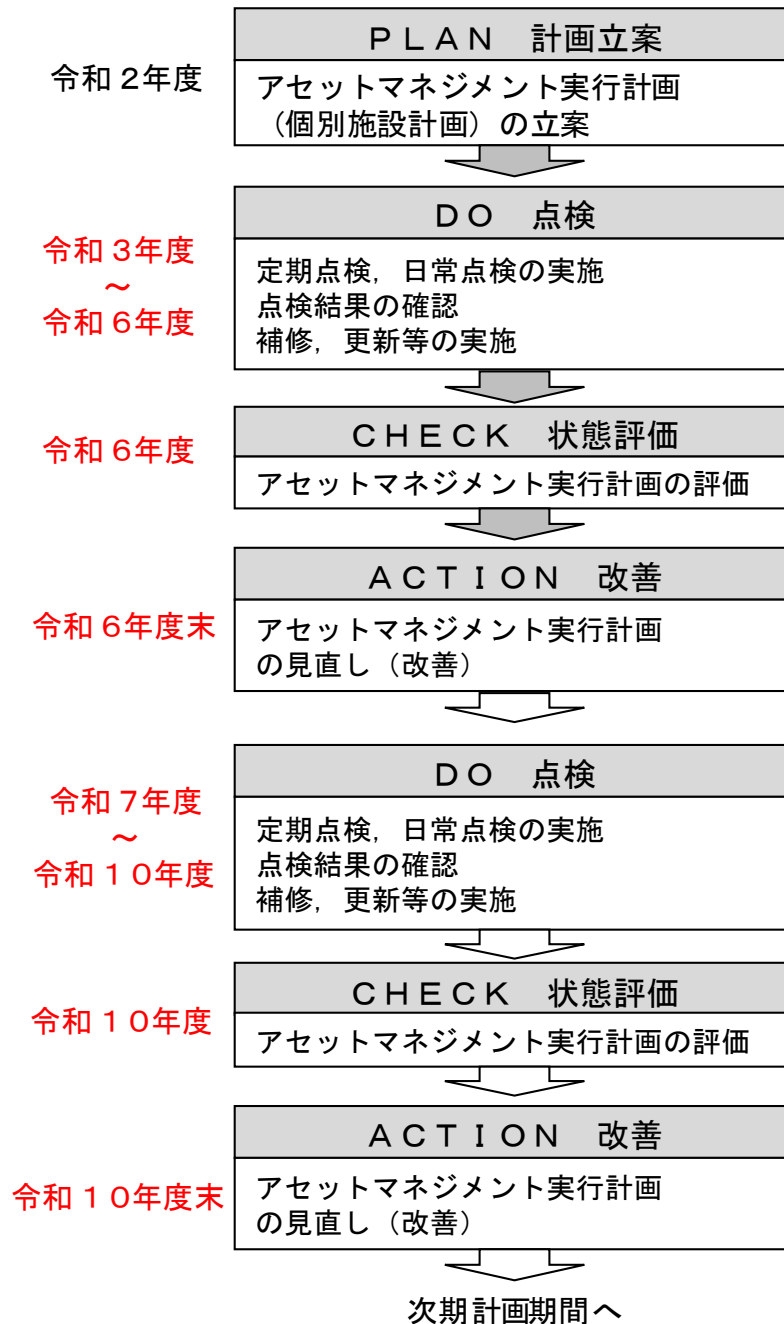 PLAN 計画立案
令和2年度
アセットマネジメント実行計画
（個別施設計画）の立案
DO 点検
令和3年度
～
令和6年度
定期点検，日常点検の実施
点検結果の確認
補修，更新等の実施
CHECK 状態評価
令和6年度
アセットマネジメント実行計画の評価
ACTION 改善
令和6年度末
アセットマネジメント実行計画
の見直し（改善）
DO 点検
令和7年度
～
令和10年度
定期点検，日常点検の実施
点検結果の確認
補修，更新等の実施
CHECK 状態評価
令和10年度
アセットマネジメント実行計画の評価
ACTION 改善
令和10年度末
アセットマネジメント実行計画
の見直し（改善）
次期計画期間へ